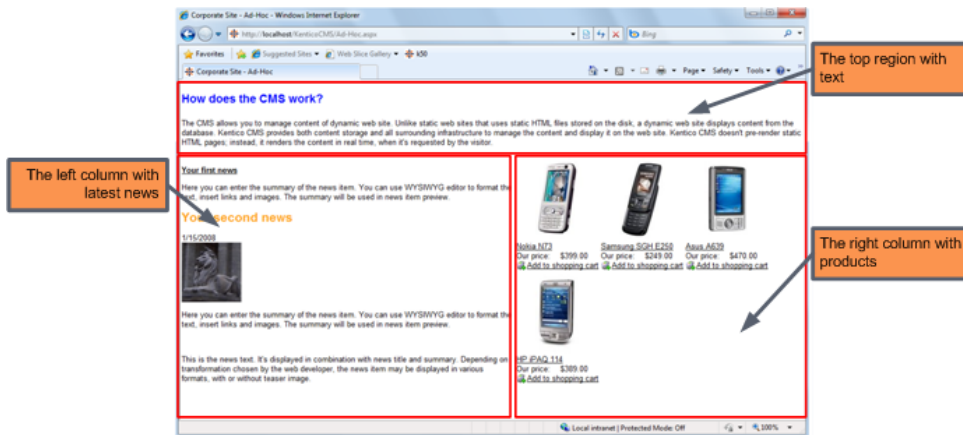 Corporate Site - Ad-Hoc - Windows Internet Explorer
http://localhost/KenticoCMS/Ad-Hoc.aspx
Bing
Favorites
Suggested Sites
Web Slice Gallery
k50
Corporate Site - Ad-Hoc
Page
Safety
Tools
The top region with
text
How does the CMS work?
The CMS allows you to manage content of dynamic web site. Unlike static web sites that uses static HTML files stored on the disk, a dynamic web site displays content from the
database. Kentico CMS provides both content storage and all surrounding infrastructure to manage the content and display it on the web site. Kentico CMS doesn't pre-render static
HTML pages; instead, it renders the content in real time, when it's requested by the visitor.
The left column with
latest news
Your first news
Here you can enter the summary of the news item. You can use WYSIWYG editor to format the
text, insert links and images. The summary will be used in news item preview.
Your second news
1/15/2008
Here you can enter the summary of the news item. You can use WYSIWYG editor to format the
text, insert links and images. The summary will be used in news item preview.
This is the news text. It's displayed in combination with news title and summary. Depending on
transformation chosen by the web developer, the news item may be displayed in various
formats, with or without teaser image.
Nokia N73
Our price: $399.00
Add to shopping cart
Samsung SGH E250
Our price: $249.00
Add to shopping cart
Asus A639
Our price: $470.00
Add to shopping cart
HP iPAQ 114
Our price: $389.00
Add to shopping cart
The right column with
products
Local intranet | Protected Mode: Off
100%